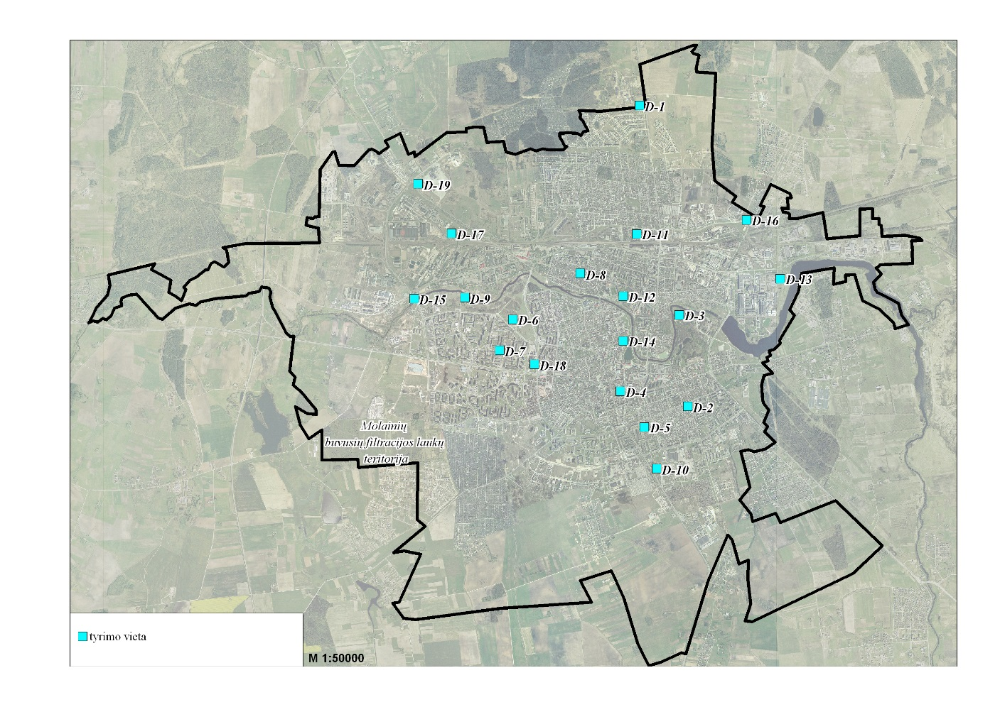 D-1
D-19
D-16
D-17
D-11
D-8
D-13
D-15
D-9
D-12
D-3
D-6
D-14
D-7
D-18
D-4
D-2
D-5
Molainių
buvusių filtracijos laukų
teritorija
D-10
tyrimo vieta
M 1:50000